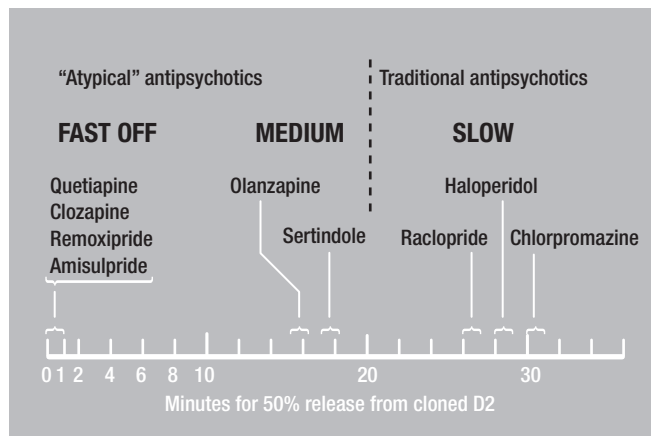 “Atypical” antipsychotics
Traditional antipsychotics
FAST OFF
MEDIUM
SLOW
Quetiapine
Clozapine
Remoxipride
Amisulpride
Olanzapine
Sertindole
Haloperidol
Raclopride
Chlorpromazine
0 1 2 4 6 8 10 20 30
Minutes for 50% release from cloned D2